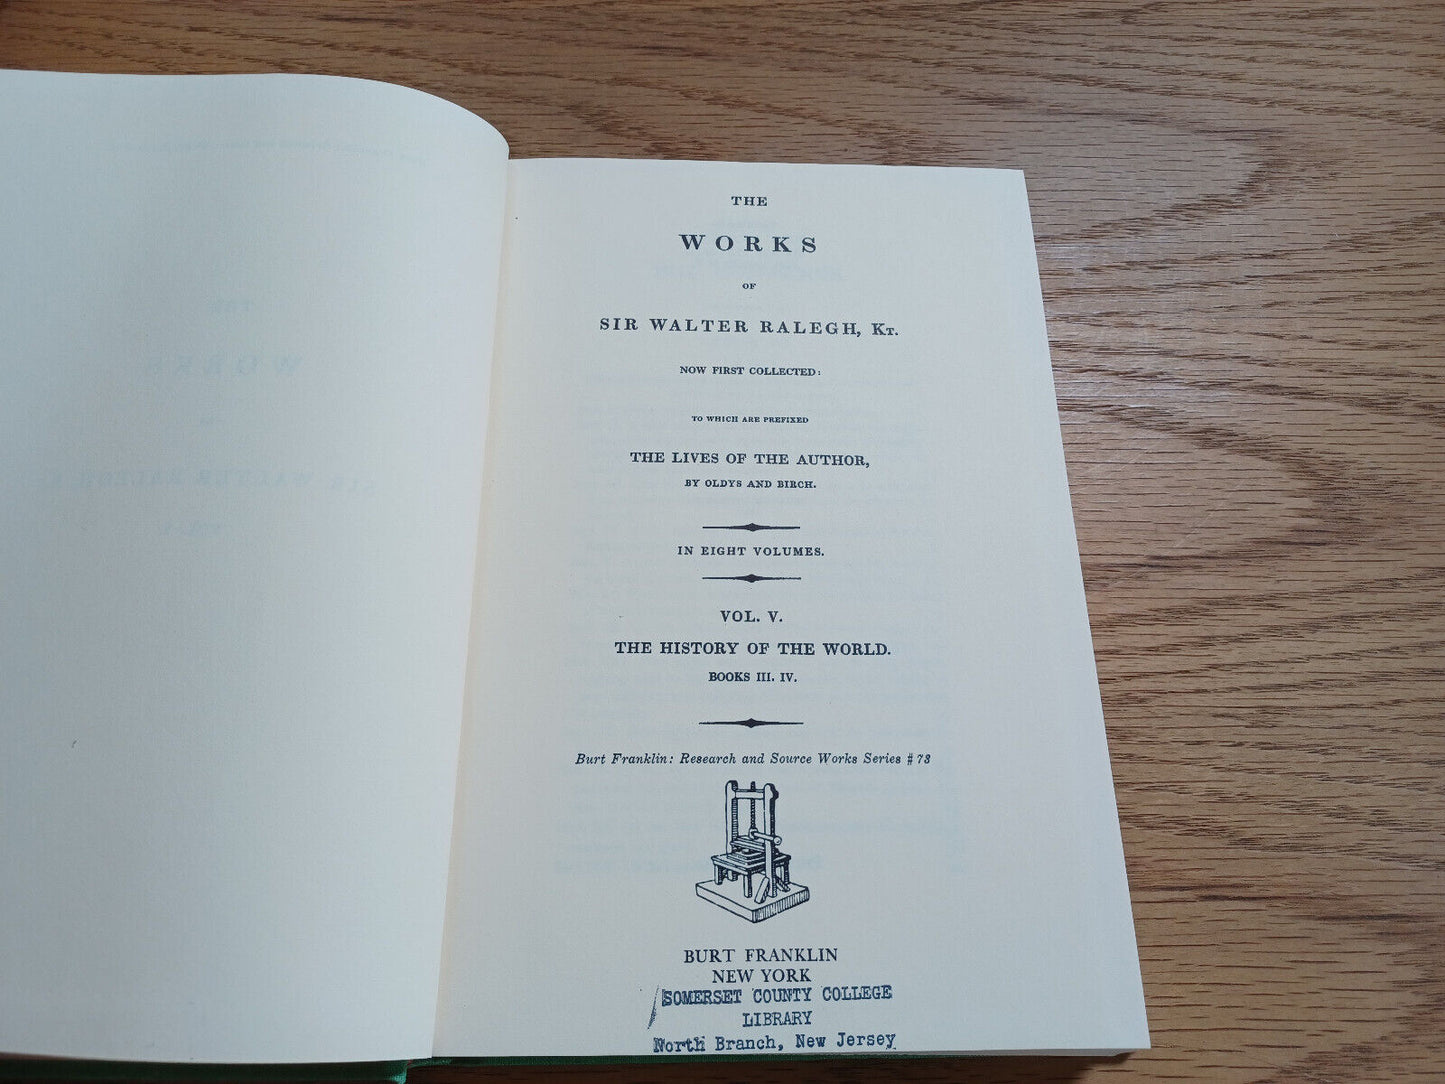 THE
WORKS
OF
SIR WALTER RALEGH, KT.
NOW FIRST COLLECTED:
TO WHICH ARE PREFIXED
THE LIVES OF THE AUTHOR,
BY OLDYS AND BIRCH.
IN EIGHT VOLUMES.
VOL. V.
THE HISTORY OF THE WORLD.
BOOKS III. IV.
Burt Franklin: Research and Source Works Series #73
BURT FRANKLIN
NEW YORK
SOMERSET COUNTY COLLEGE
LIBRARY
North Branch, New Jersey